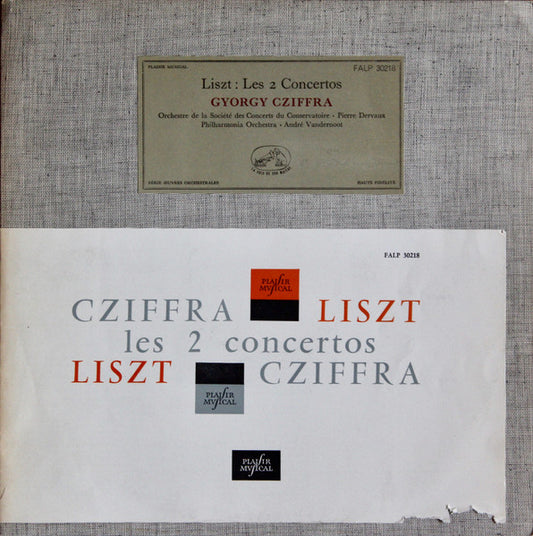 PLAISIR MUSICAL
FALP 30218
Liszt : Les 2 Concertos
GYORGY CZIFFRA
Orchestre de la Société des Concerts du Conservatoire - Pierre Dervaux
Philharmonia Orchestra - André Vandernoot
LA VOIX DE SON MAITRE
SÉRIE ŒUVRES ORCHESTRALES
HAUTE FIDÉLITÉ
FALP 30218
PLAISIR
MUSICAL
CZIFFRA LISZT
les 2 concertos
LISZT CZIFFRA
PLAISIR
MUSICAL
PLAISIR
MUSICAL